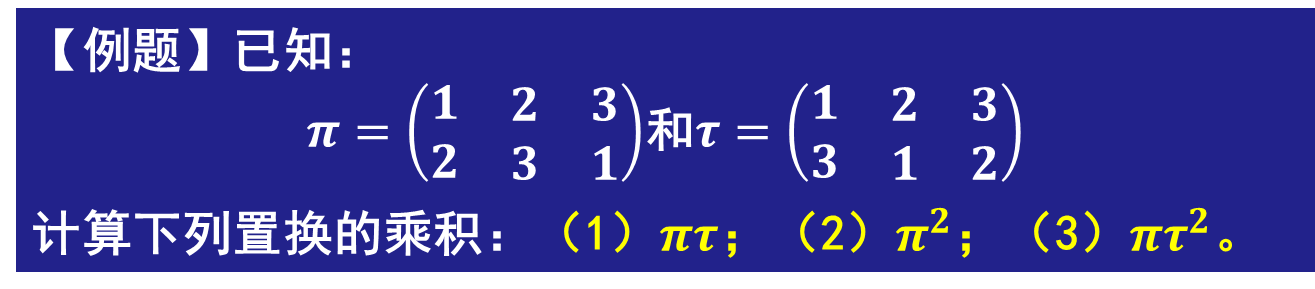 【例题】已知：
π = (1 2 3
2 3 1) 和 τ = (1 2 3
3 1 2)
计算下列置换的乘积：（1）πτ；（2）π²；（3）πτ²。